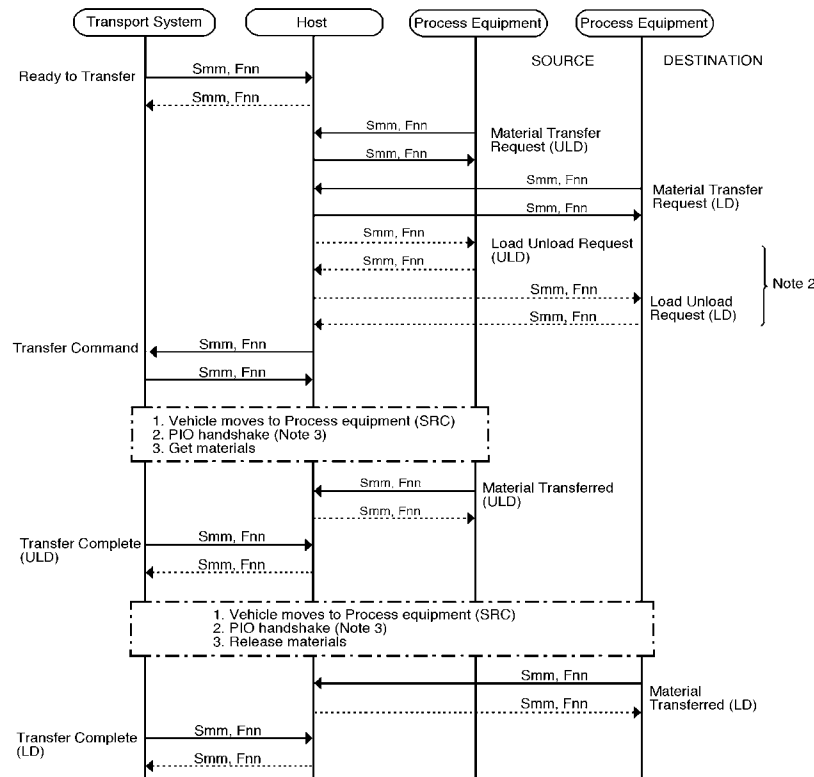 Transport System
Host
Process Equipment
Process Equipment
SOURCE
DESTINATION
Ready to Transfer
Smm, Fnn
Smm, Fnn
Smm, Fnn
Material Transfer
Request (ULD)
Smm, Fnn
Smm, Fnn
Material Transfer
Request (LD)
Smm, Fnn
Smm, Fnn
Load Unload Request
(ULD)
Smm, Fnn
Smm, Fnn
Load Unload
Request (LD)
Note 2
Smm, Fnn
Transfer Command
Smm, Fnn
Smm, Fnn
1. Vehicle moves to Process equipment (SRC)
2. PIO handshake (Note 3)
3. Get materials
Smm, Fnn
Material Transferred
(ULD)
Smm, Fnn
Transfer Complete
(ULD)
Smm, Fnn
Smm, Fnn
1. Vehicle moves to Process equipment (SRC)
2. PIO handshake (Note 3)
3. Release materials
Smm, Fnn
Material
Transferred (LD)
Smm, Fnn
Transfer Complete
(LD)
Smm, Fnn
Smm, Fnn